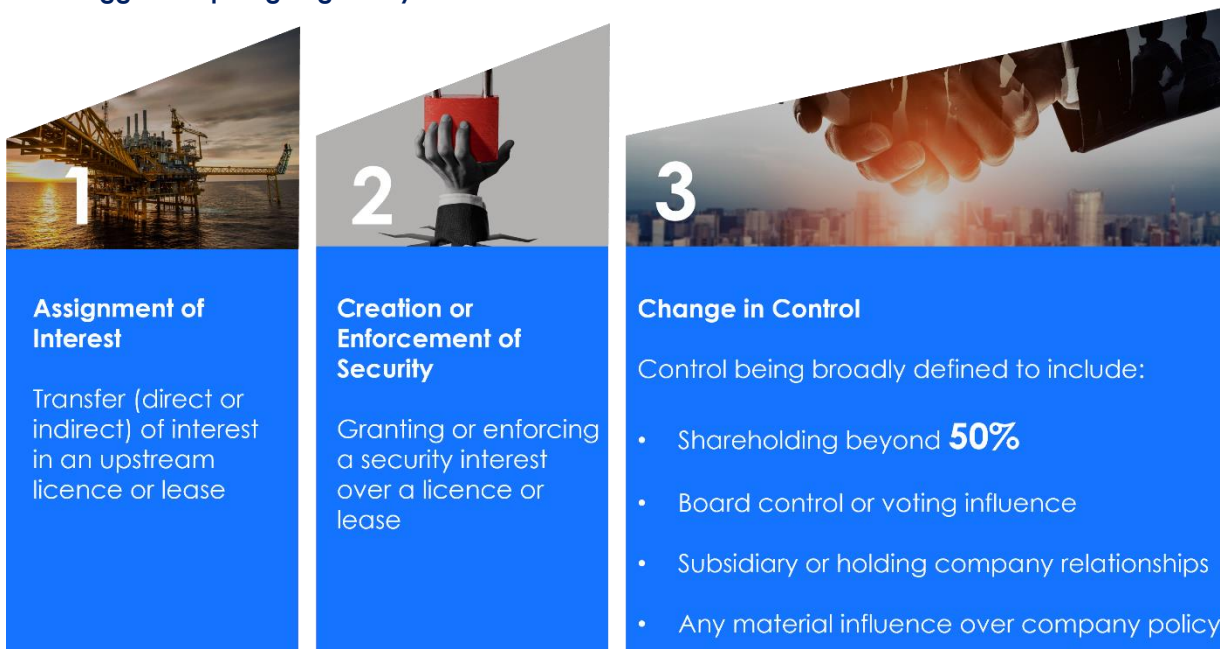 1
Assignment of
Interest
Transfer (direct or
indirect) of interest
in an upstream
licence or lease
2
Creation or
Enforcement of
Security
Granting or enforcing
a security interest
over a licence or
lease
3
Change in Control
Control being broadly defined to include:
• Shareholding beyond 50%
• Board control or voting influence
• Subsidiary or holding company relationships
• Any material influence over company policy